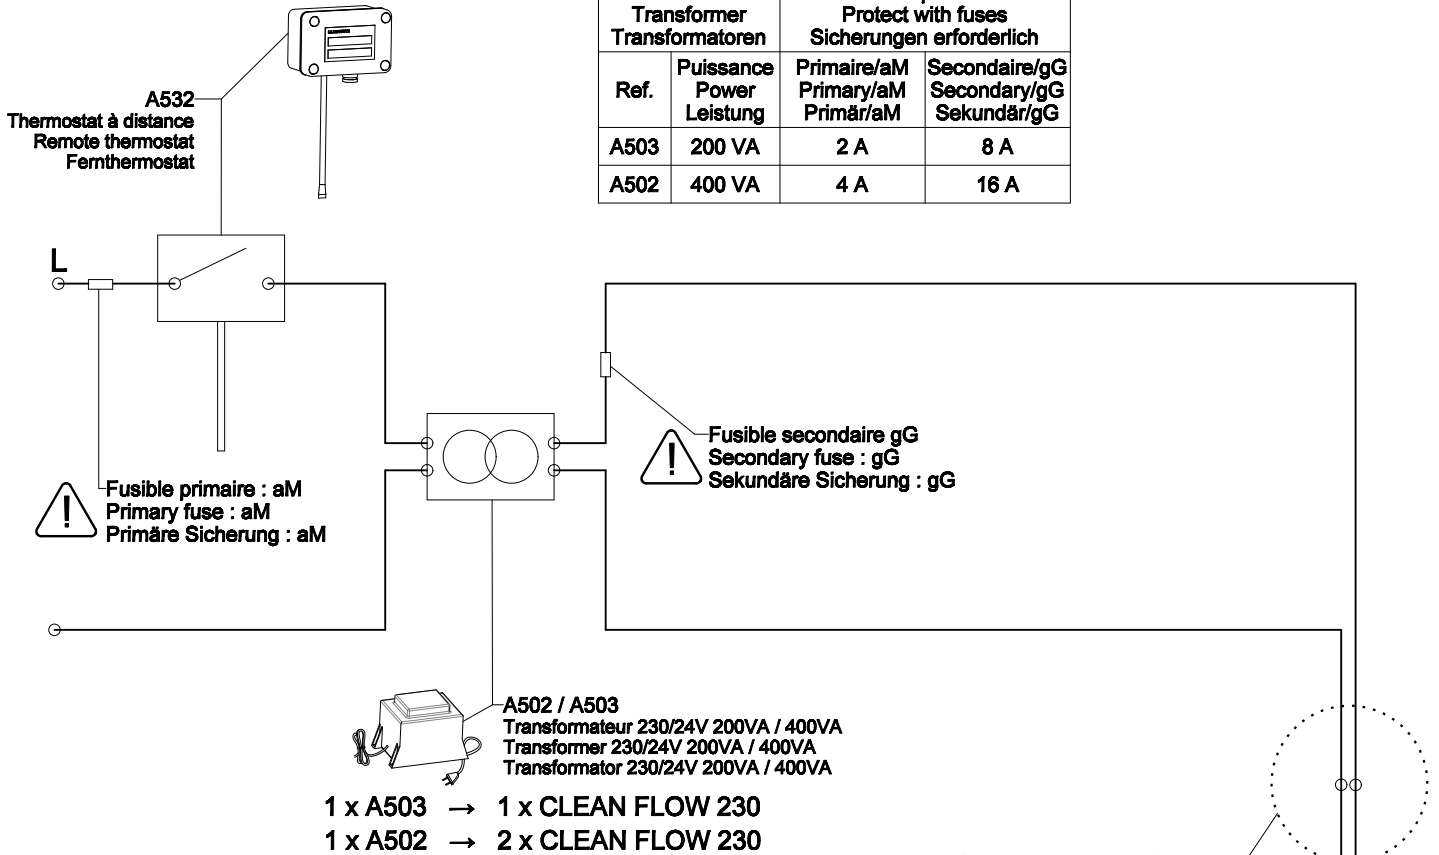 Transformer
Transformatoren
Protect with fuses
Sicherungen erforderlich
Ref.
Puissance
Power
Leistung
Primaire/aM
Primary/aM
Primär/aM
Secondaire/gG
Secondary/gG
Sekundär/gG
A503 200 VA 2 A 8 A
A502 400 VA 4 A 16 A
A532
Thermostat à distance
Remote thermostat
Fernthermostat
L
Fusible secondaire gG
Secondary fuse : gG
Sekundäre Sicherung : gG
Fusible primaire : aM
Primary fuse : aM
Primäre Sicherung : aM
A502 / A503
Transformateur 230/24V 200VA / 400VA
Transformer 230/24V 200VA / 400VA
Transformator 230/24V 200VA / 400VA
1 x A503 → 1 x CLEAN FLOW 230
1 x A502 → 2 x CLEAN FLOW 230